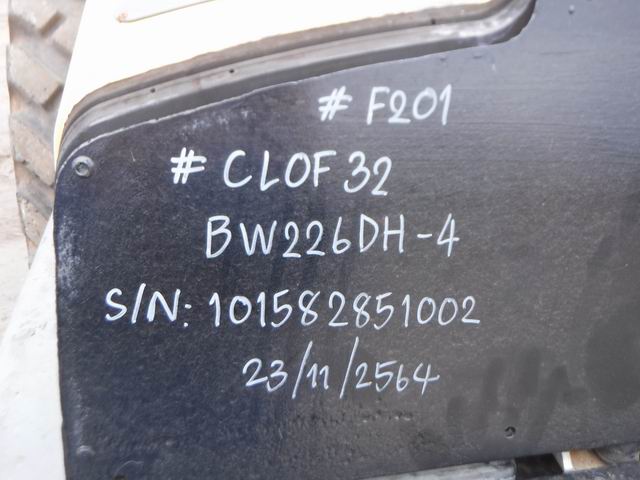 # F201
# CLOF32
BW226DH-4
S/N: 101582851002
23/11/2564